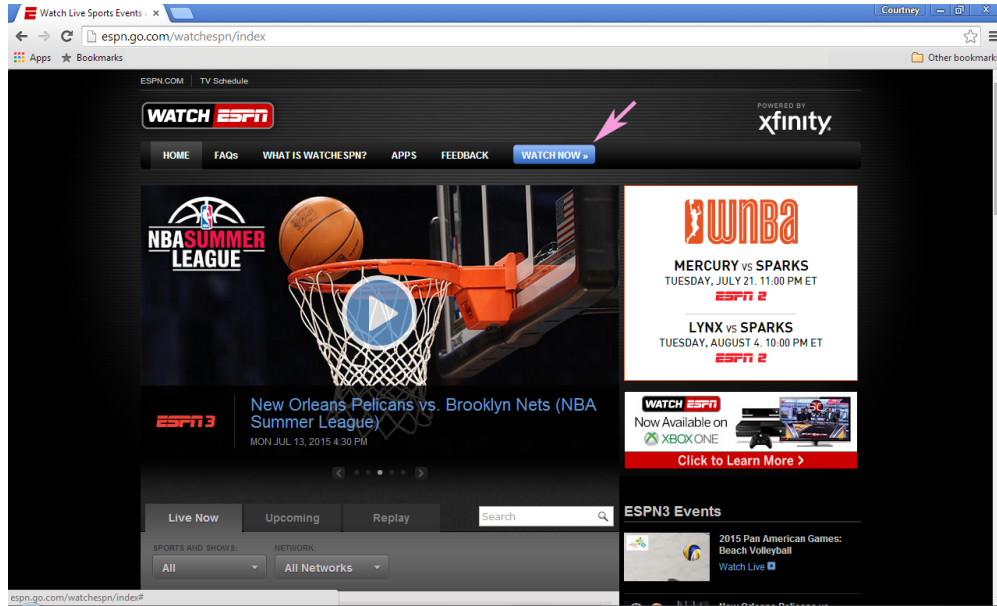 Watch Live Sports Events
Courtney
espn.go.com/watchespn/index
Apps
Bookmarks
Other bookmark
ESPN.COM
TV Schedule
WATCH ESPN
POWERED BY
xfinity.
HOME
FAQs
WHAT IS WATCHESPN?
APPS
FEEDBACK
WATCH NOW »
NBA SUMMER
LEAGUE
WNBA
MERCURY VS SPARKS
TUESDAY, JULY 21. 11:00 PM ET
ESPN 2
LYNX VS SPARKS
TUESDAY, AUGUST 4. 10:00 PM ET
ESPN 2
ESPN 3
New Orleans Pelicans vs. Brooklyn Nets (NBA
Summer League)
MON JUL 13, 2015 4:30 PM
WATCH ESPN
Now Available on
XBOX ONE
Click to Learn More >
Live Now
Upcoming
Replay
Search
SPORTS AND SHOWS:
All
NETWORK:
All Networks
ESPN3 Events
2015 Pan American Games:
Beach Volleyball
Watch Live
espn.go.com/watchespn/index#